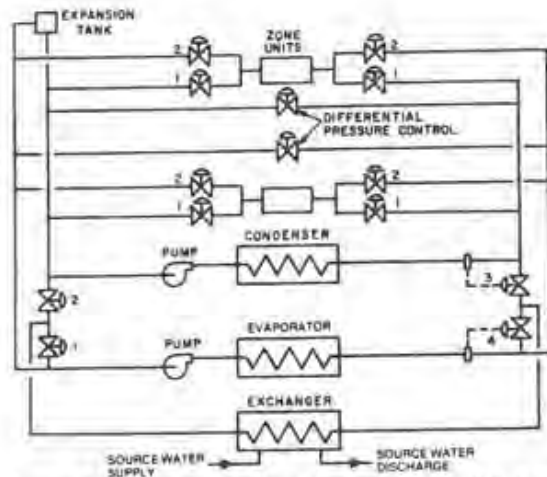 EXPANSION
TANK
ZONE
UNITS
2
2
1
1
DIFFERENTIAL
PRESSURE CONTROL
2
2
1
1
CONDENSER
PUMP
3
2
EVAPORATOR
PUMP
1
4
EXCHANGER
SOURCE WATER
SUPPLY
SOURCE WATER
DISCHARGE